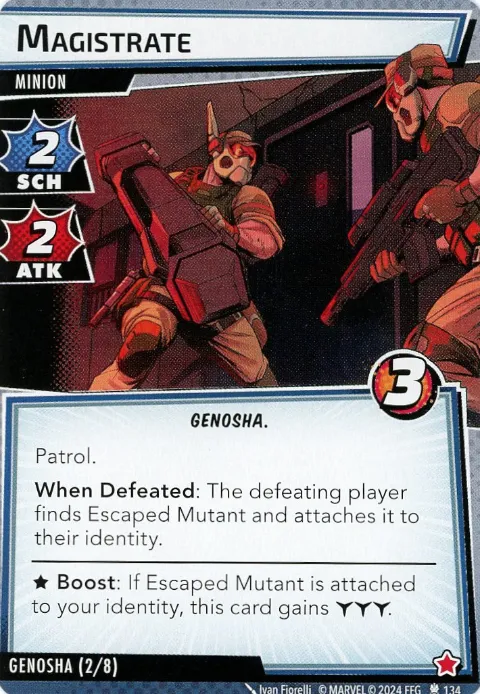 Magistrate
MINION
2
SCH
2
ATK
3
GENOSHA.
Patrol.
When Defeated: The defeating player
finds Escaped Mutant and attaches it to
their identity.
★ Boost: If Escaped Mutant is attached
to your identity, this card gains .
GENOSHA (2/8)
Ivan Fiorelli © MARVEL © 2024 FFG 134